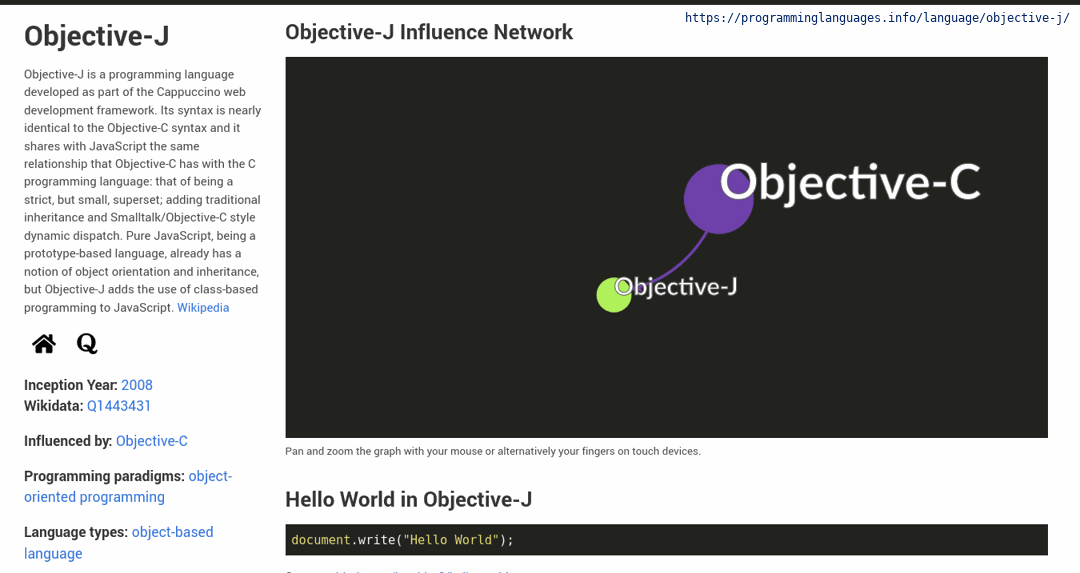 https://programminglanguages.info/language/objective-j/
Objective-J
Objective-J is a programming language
developed as part of the Cappuccino web
development framework. Its syntax is nearly
identical to the Objective-C syntax and it
shares with JavaScript the same
relationship that Objective-C has with the C
programming language: that of being a
strict, but small, superset; adding traditional
inheritance and Smalltalk/Objective-C style
dynamic dispatch. Pure JavaScript, being a
prototype-based language, already has a
notion of object orientation and inheritance,
but Objective-J adds the use of class-based
programming to JavaScript. Wikipedia
Q
Inception Year: 2008
Wikidata: Q1443431
Influenced by: Objective-C
Programming paradigms: object-
oriented programming
Language types: object-based
language
Objective-J Influence Network
Objective-C
Objective-J
Pan and zoom the graph with your mouse or alternatively your fingers on touch devices.
Hello World in Objective-J
document.write("Hello World");